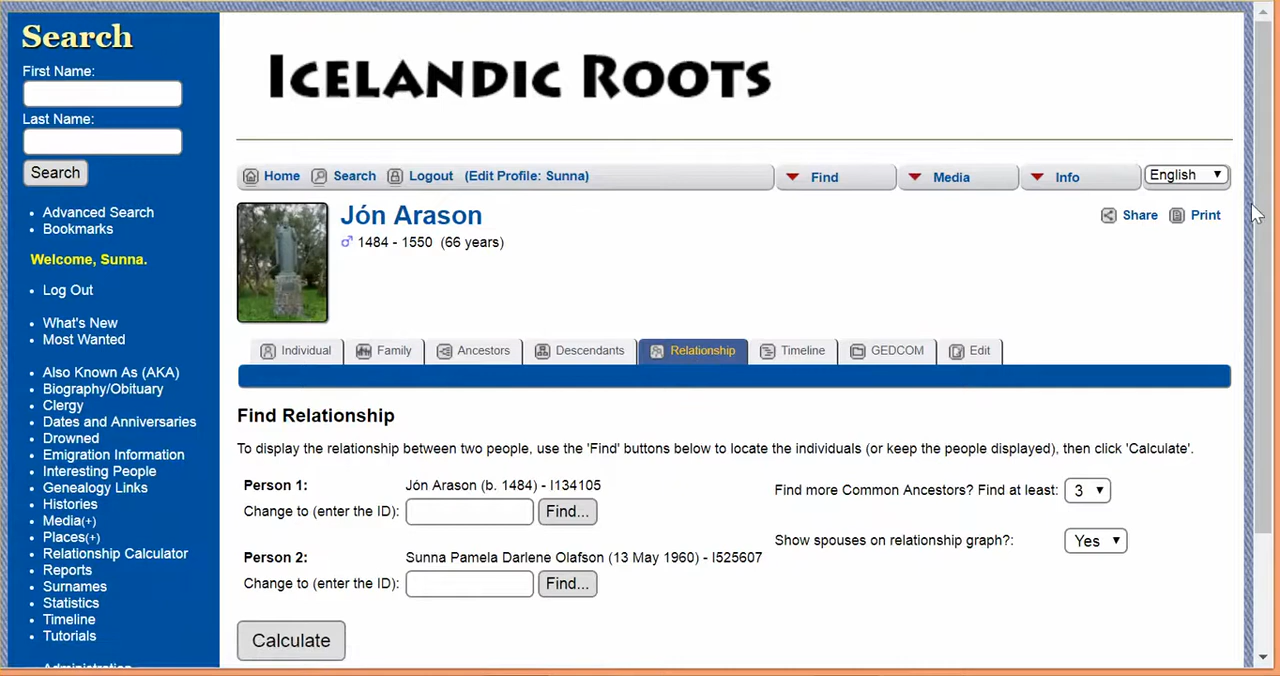 Search
First Name:
Last Name:
Search
Advanced Search
Bookmarks
Welcome, Sunna.
Log Out
What's New
Most Wanted
Also Known As (AKA)
Biography/Obituary
Clergy
Dates and Anniversaries
Drowned
Emigration Information
Interesting People
Genealogy Links
Histories
Media(+)
Places(+)
Relationship Calculator
Reports
Surnames
Statistics
Timeline
Tutorials
Administration
ICELANDIC ROOTS
Home Search Logout (Edit Profile: Sunna) Find Media Info English
Jón Arason
Share Print
♂ 1484 - 1550 (66 years)
Individual Family Ancestors Descendants Relationship Timeline GEDCOM Edit
Find Relationship
To display the relationship between two people, use the 'Find' buttons below to locate the individuals (or keep the people displayed), then click 'Calculate'.
Person 1: Jón Arason (b. 1484) - I134105
Change to (enter the ID): Find...
Find more Common Ancestors? Find at least: 3
Show spouses on relationship graph?: Yes
Person 2: Sunna Pamela Darlene Olafson (13 May 1960) - I525607
Change to (enter the ID): Find...
Calculate